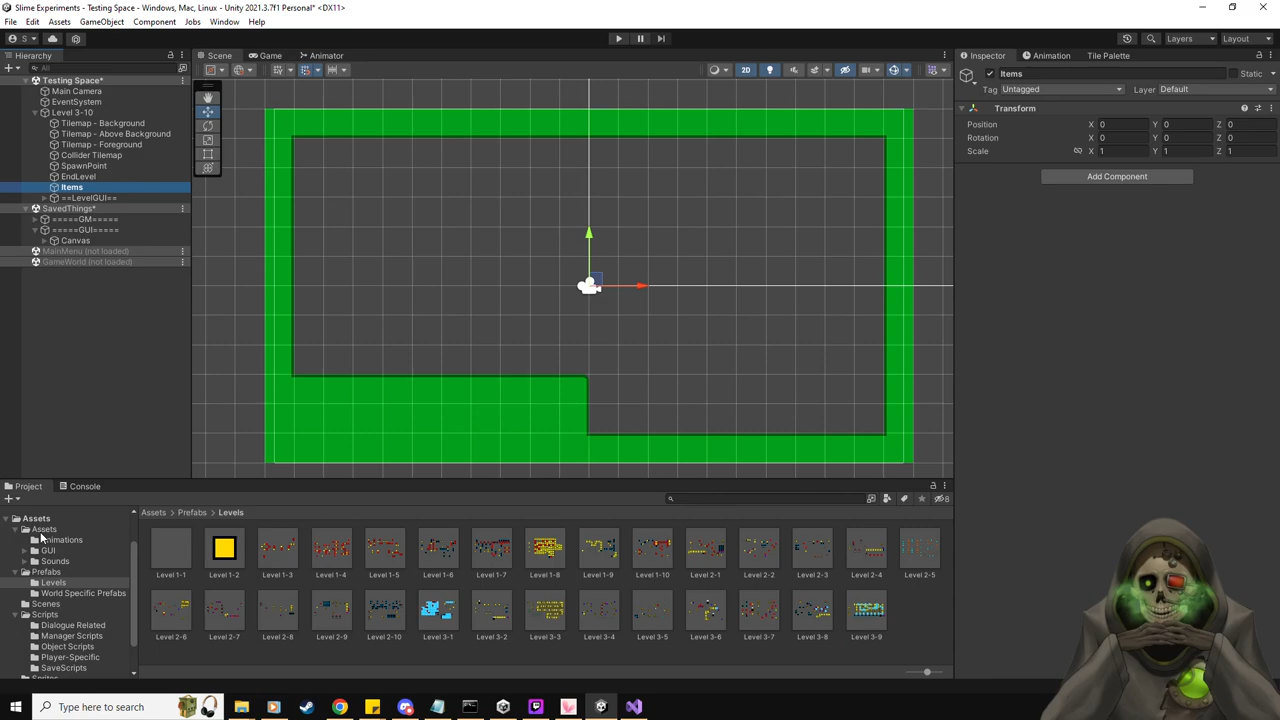 Slime Experiments - Testing Space - Windows, Mac, Linux - Unity 2021.3.7f1 Personal* <DX11>
File Edit Assets GameObject Component Jobs Window Help
S Layers Layout
Hierarchy Scene Game Animator Inspector Animation Tile Palette
All
2D
Testing Space*
Main Camera
EventSystem
Level 3-10
Tilemap - Background
Tilemap - Above Background
Tilemap - Foreground
Collider Tilemap
SpawnPoint
EndLevel
Items
==LevelGUI==
SavedThings*
=====GM=====
=====GUI=====
Canvas
MainMenu (not loaded)
GameWorld (not loaded)
Items Static
Tag Untagged Layer Default
Transform
Position X 0 Y 0 Z 0
Rotation X 0 Y 0 Z 0
Scale X 1 Y 1 Z 1
Add Component
Project Console
8
Assets
Assets
Animations
GUI
Sounds
Prefabs
Levels
World Specific Prefabs
Scenes
Scripts
Dialogue Related
Manager Scripts
Object Scripts
Player-Specific
SaveScripts
Sprites
Assets > Prefabs > Levels
Level 1-1 Level 1-2 Level 1-3 Level 1-4 Level 1-5 Level 1-6 Level 1-7 Level 1-8 Level 1-9 Level 1-10 Level 2-1 Level 2-2 Level 2-3 Level 2-4 Level 2-5
Level 2-6 Level 2-7 Level 2-8 Level 2-9 Level 2-10 Level 3-1 Level 3-2 Level 3-3 Level 3-4 Level 3-5 Level 3-6 Level 3-7 Level 3-8 Level 3-9
Type here to search